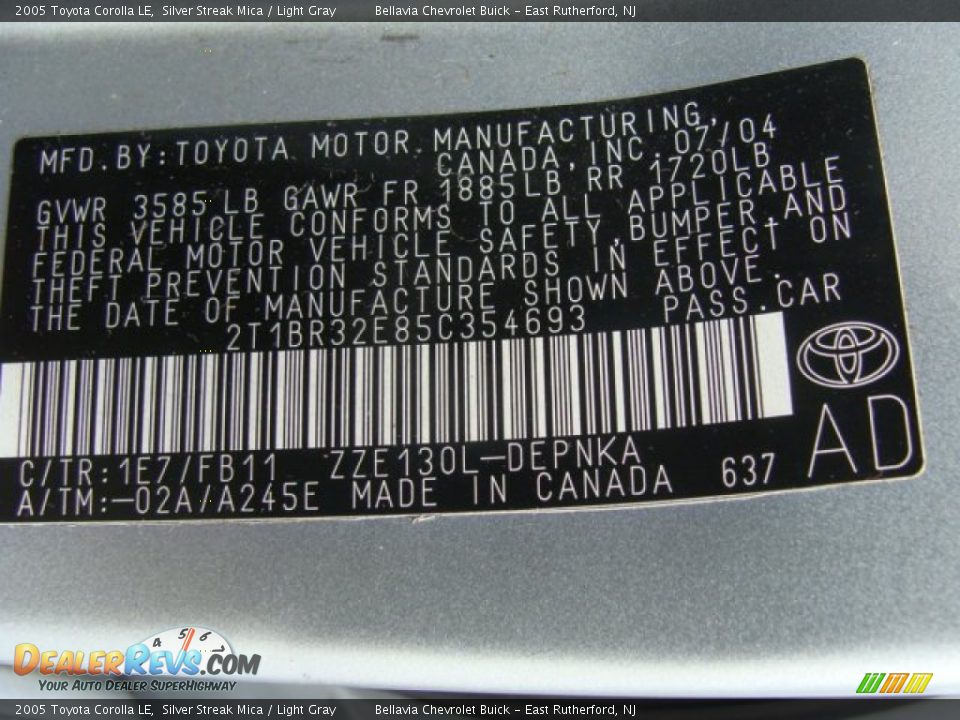 2005 Toyota Corolla LE, Silver Streak Mica / Light Gray Bellavia Chevrolet Buick - East Rutherford, NJ
MFD.BY:TOYOTA MOTOR MANUFACTURING,
CANADA,INC.07/04
GVWR 3585LB GAWR FR 1885LB RR 1720LB
THIS VEHICLE CONFORMS TO ALL APPLICABLE
FEDERAL MOTOR VEHICLE SAFETY,BUMPER,AND
THEFT PREVENTION STANDARDS IN EFFECT ON
THE DATE OF MANUFACTURE SHOWN ABOVE.
2T1BR32E85C354693 PASS.CAR
C/TR:1E7/FB11 ZZE130L-DEPNKA
A/TM:-02A/A245E MADE IN CANADA 637 AD
4 5 6
DEALERREVS.COM
YOUR AUTO DEALER SUPERHIGHWAY
2005 Toyota Corolla LE, Silver Streak Mica / Light Gray Bellavia Chevrolet Buick - East Rutherford, NJ